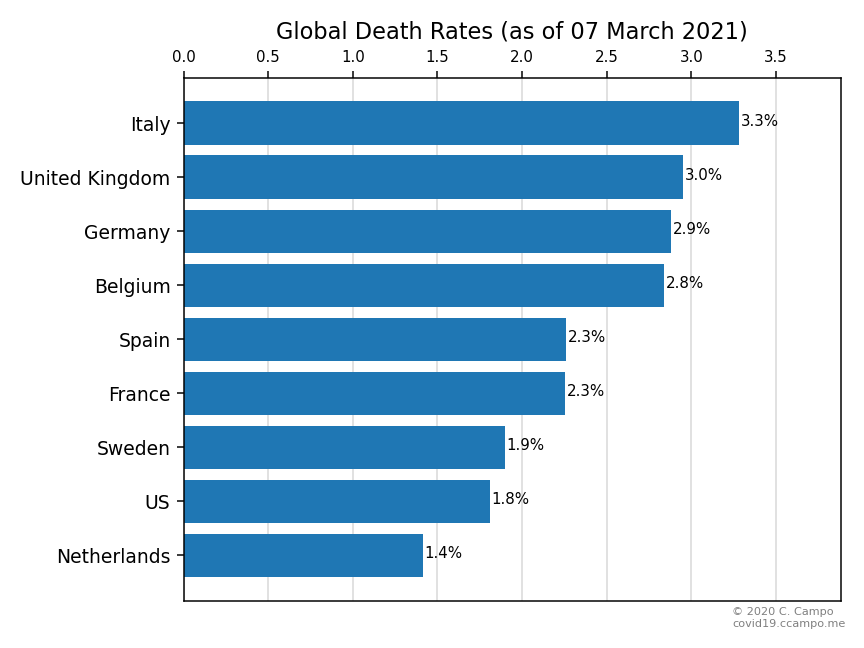 Global Death Rates (as of 07 March 2021)
0.0 0.5 1.0 1.5 2.0 2.5 3.0 3.5
Italy 3.3%
United Kingdom 3.0%
Germany 2.9%
Belgium 2.8%
Spain 2.3%
France 2.3%
Sweden 1.9%
US 1.8%
Netherlands 1.4%
© 2020 C. Campo
covid19.ccampo.me